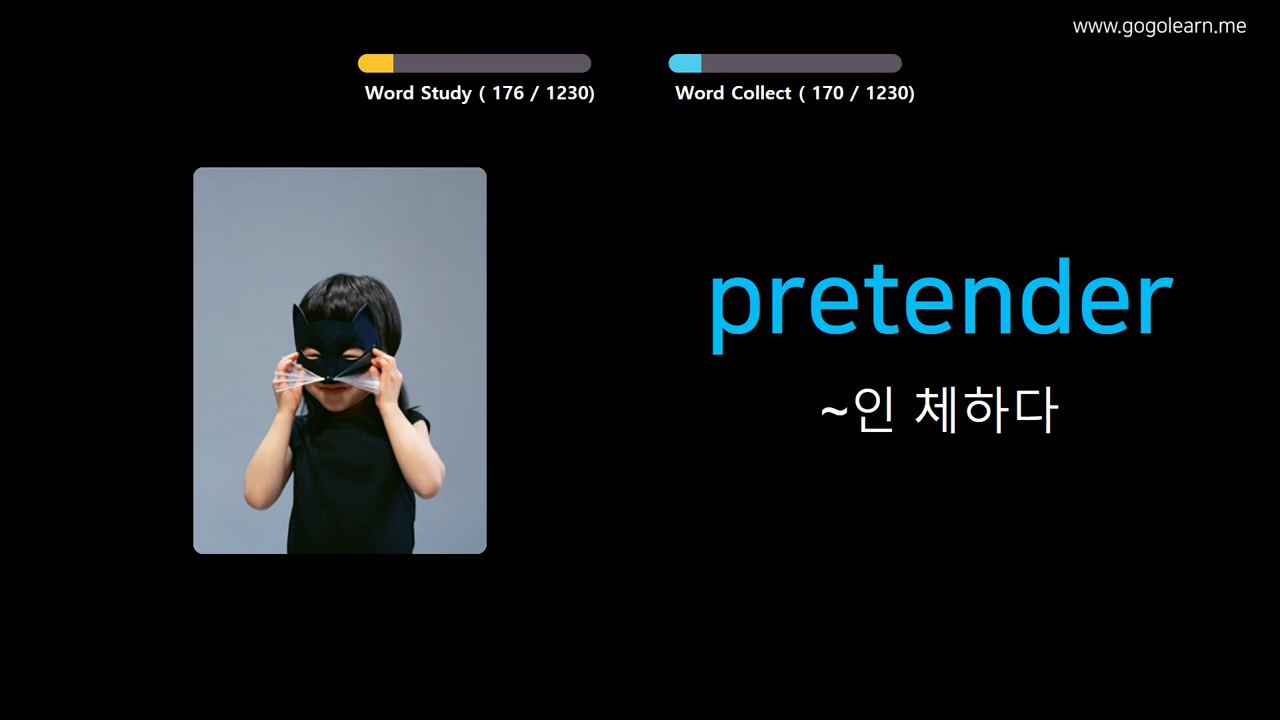 www.gogolearn.me
Word Study ( 176 / 1230)
Word Collect ( 170 / 1230)
pretender
~인 체하다